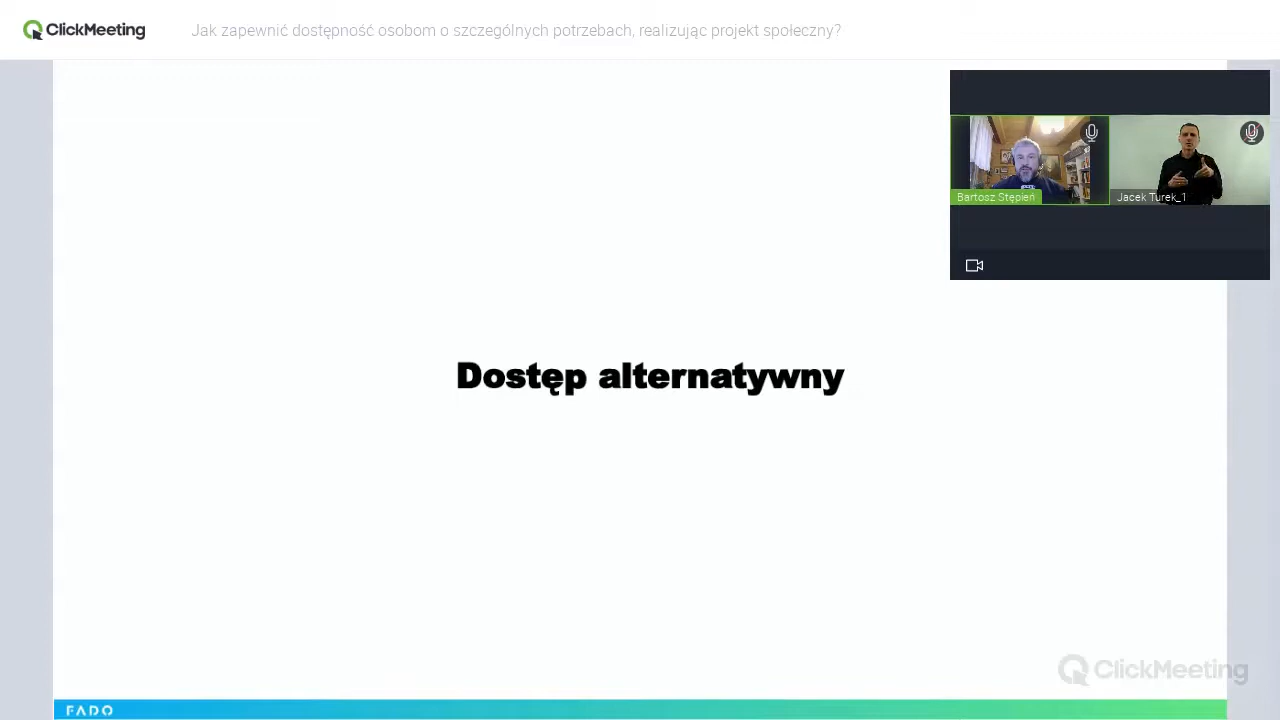 ClickMeeting
Jak zapewnić dostępność osobom o szczególnych potrzebach, realizując projekt społeczny?
Bartosz Stępień
Jacek Turek_1
Dostęp alternatywny
ClickMeeting
FADO